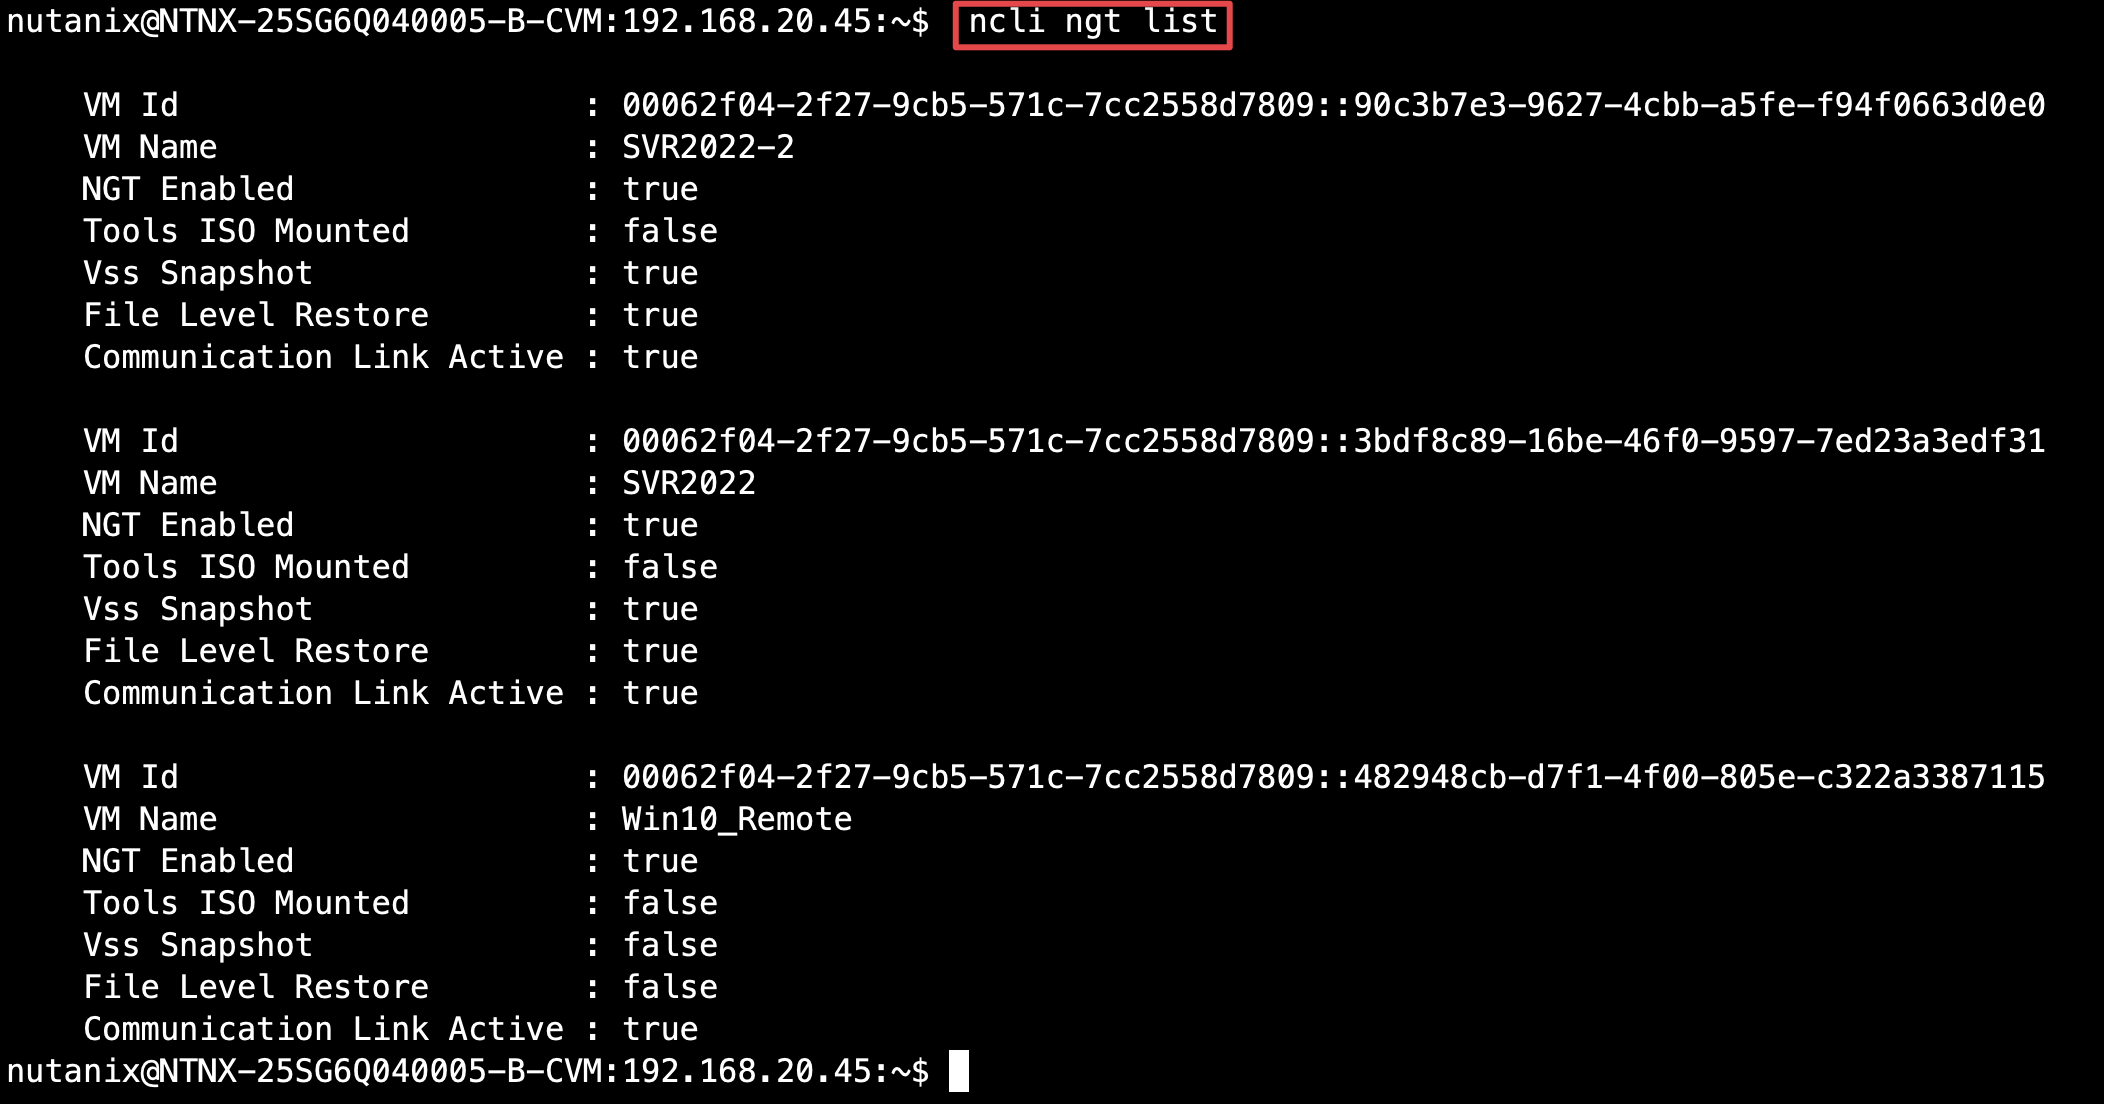 nutanix@NTNX-25SG6Q040005-B-CVM:192.168.20.45:~$ ncli ngt list
VM Id : 00062f04-2f27-9cb5-571c-7cc2558d7809::90c3b7e3-9627-4cbb-a5fe-f94f0663d0e0
VM Name : SVR2022-2
NGT Enabled : true
Tools ISO Mounted : false
Vss Snapshot : true
File Level Restore : true
Communication Link Active : true
VM Id : 00062f04-2f27-9cb5-571c-7cc2558d7809::3bdf8c89-16be-46f0-9597-7ed23a3edf31
VM Name : SVR2022
NGT Enabled : true
Tools ISO Mounted : false
Vss Snapshot : true
File Level Restore : true
Communication Link Active : true
VM Id : 00062f04-2f27-9cb5-571c-7cc2558d7809::482948cb-d7f1-4f00-805e-c322a3387115
VM Name : Win10_Remote
NGT Enabled : true
Tools ISO Mounted : false
Vss Snapshot : false
File Level Restore : false
Communication Link Active : true
nutanix@NTNX-25SG6Q040005-B-CVM:192.168.20.45:~$